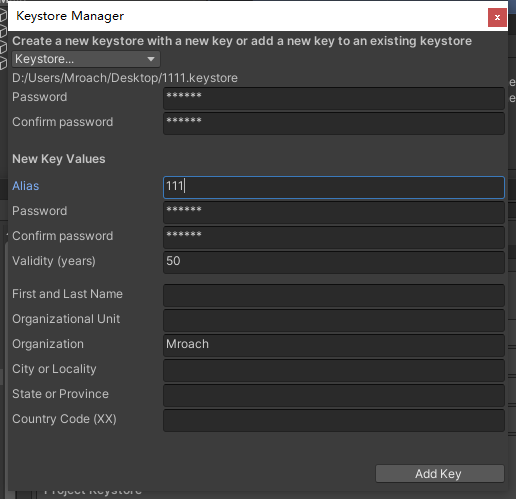 Keystore Manager
x
Create a new keystore with a new key or add a new key to an existing keystore
Keystore...
D:/Users/Mroach/Desktop/1111.keystore
Password ******
Confirm password ******
New Key Values
Alias 111
Password ******
Confirm password ******
Validity (years) 50
First and Last Name
Organizational Unit
Organization Mroach
City or Locality
State or Province
Country Code (XX)
Add Key
Project Keystore